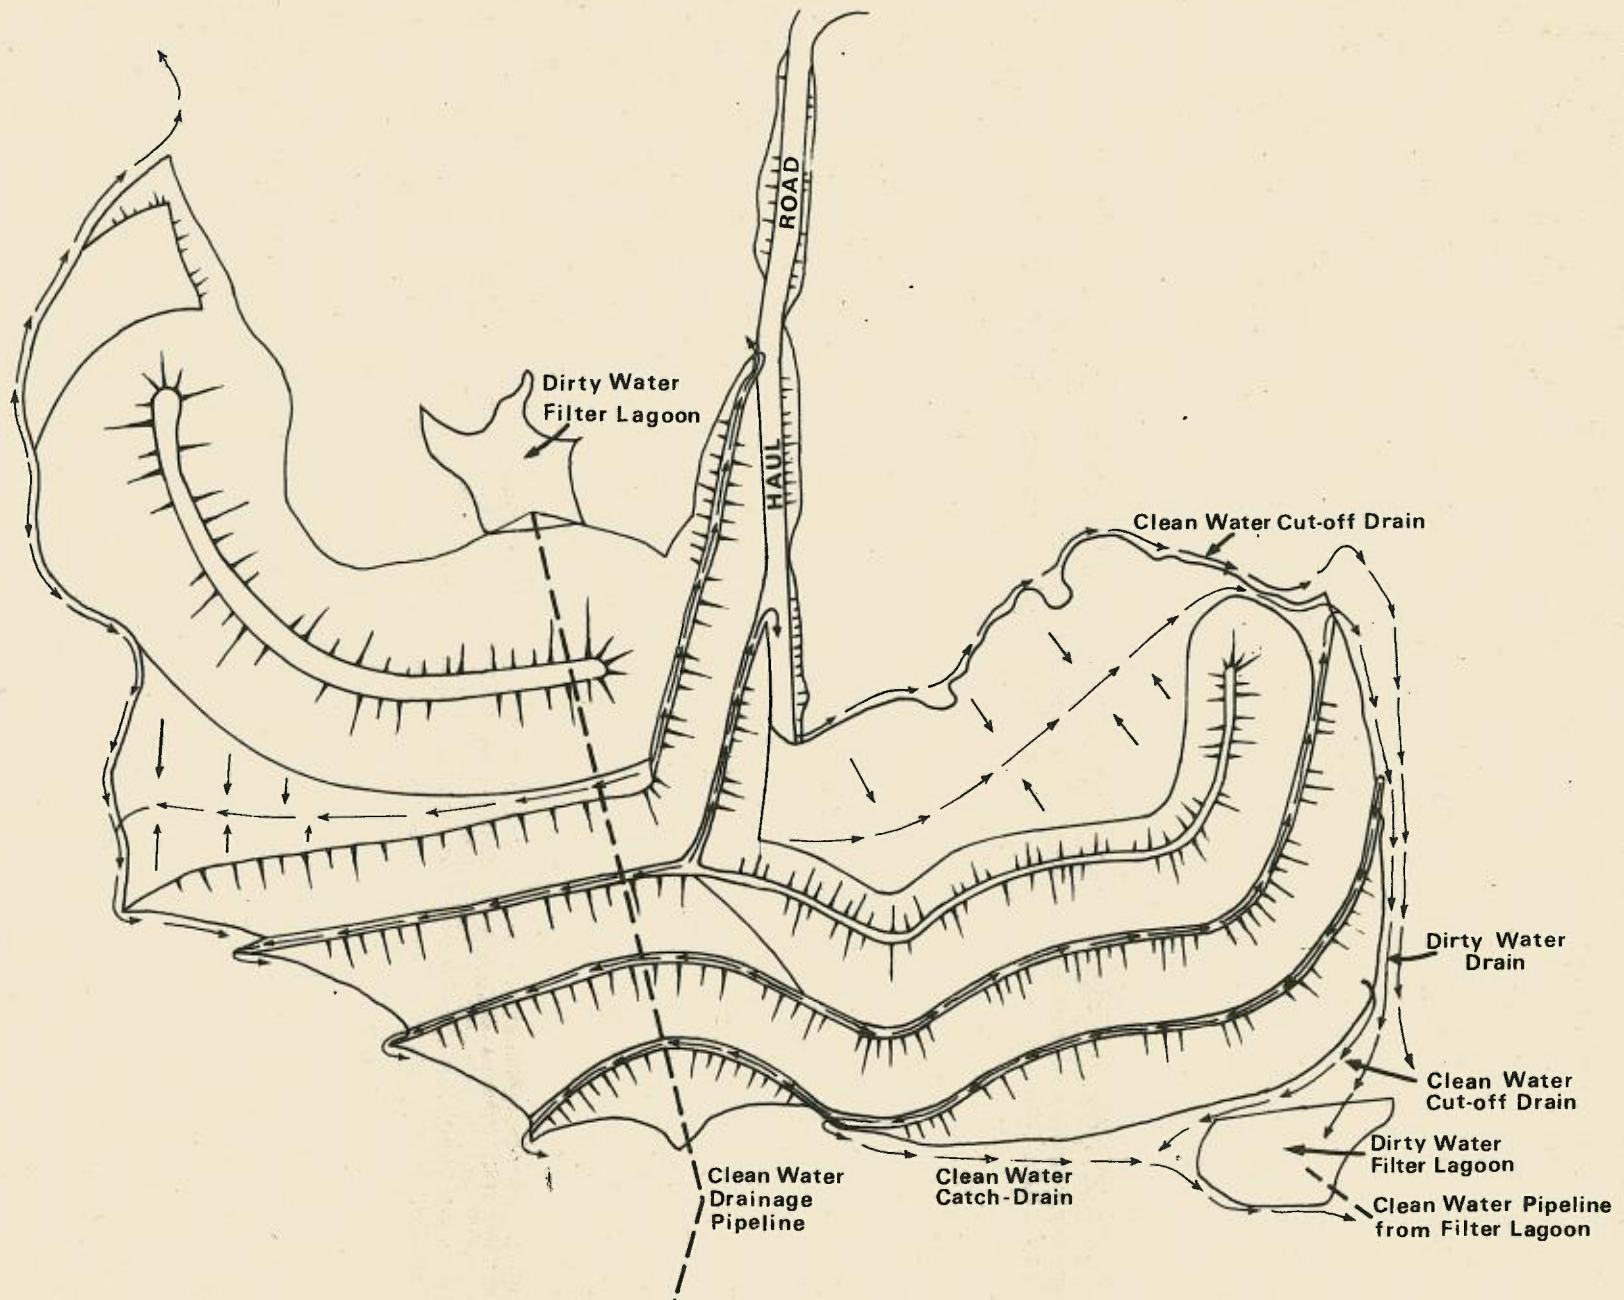 ROAD
Dirty Water
Filter Lagoon
HAUL
Clean Water Cut-off Drain
Dirty Water
Drain
Clean Water
Cut-off Drain
Dirty Water
Filter Lagoon
Clean Water
Drainage
Pipeline
Clean Water
Catch-Drain
Clean Water Pipeline
from Filter Lagoon